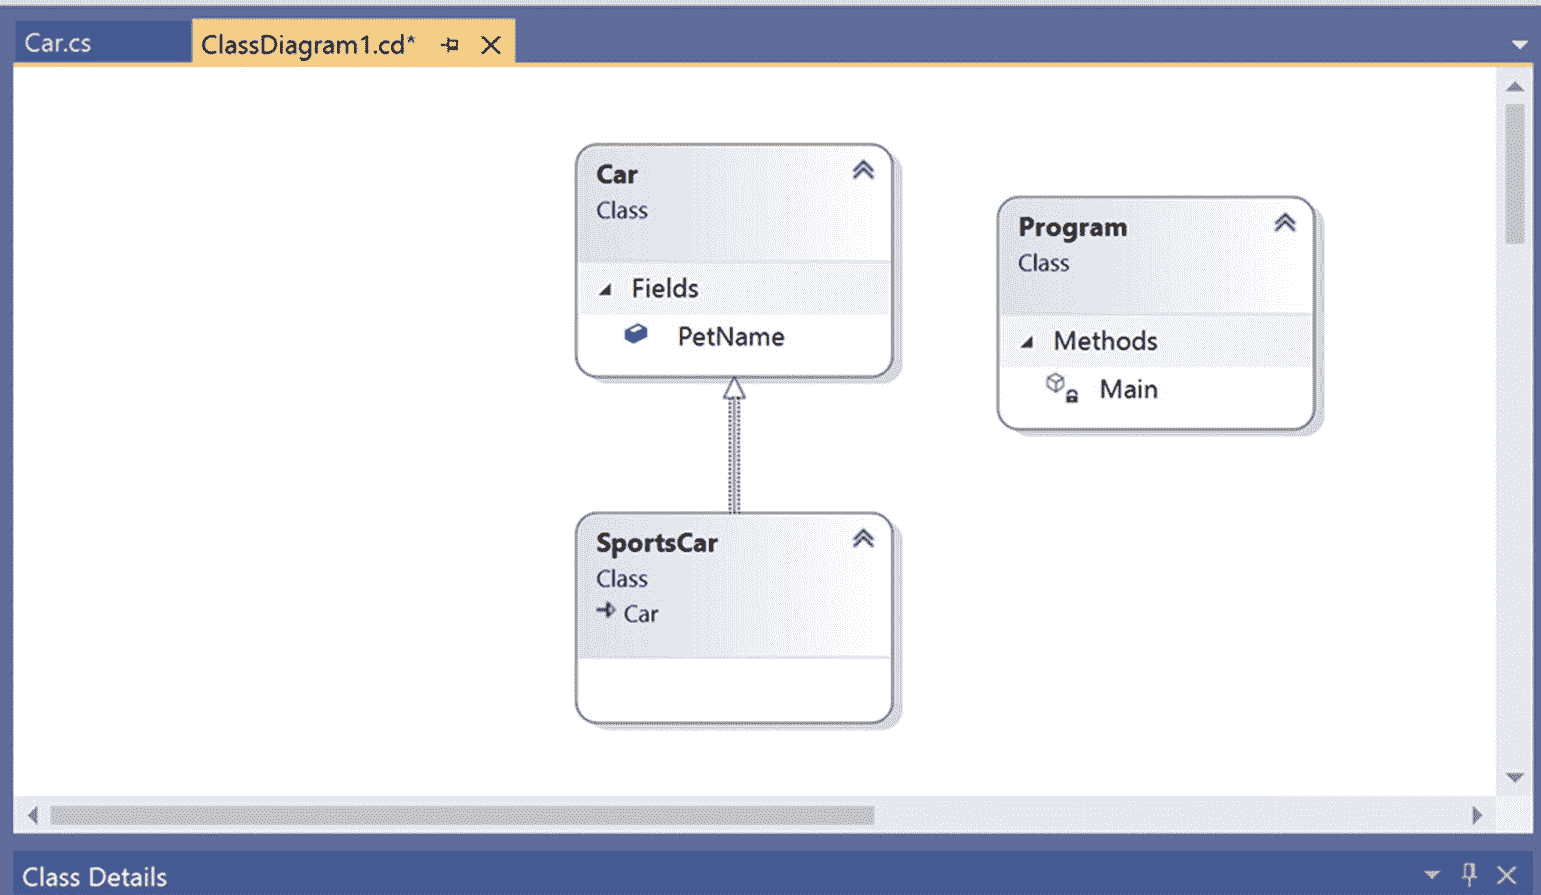 Car.cs
ClassDiagram1.cd*
Car
Class
Fields
PetName
Program
Class
Methods
Main
SportsCar
Class
Car
Class Details